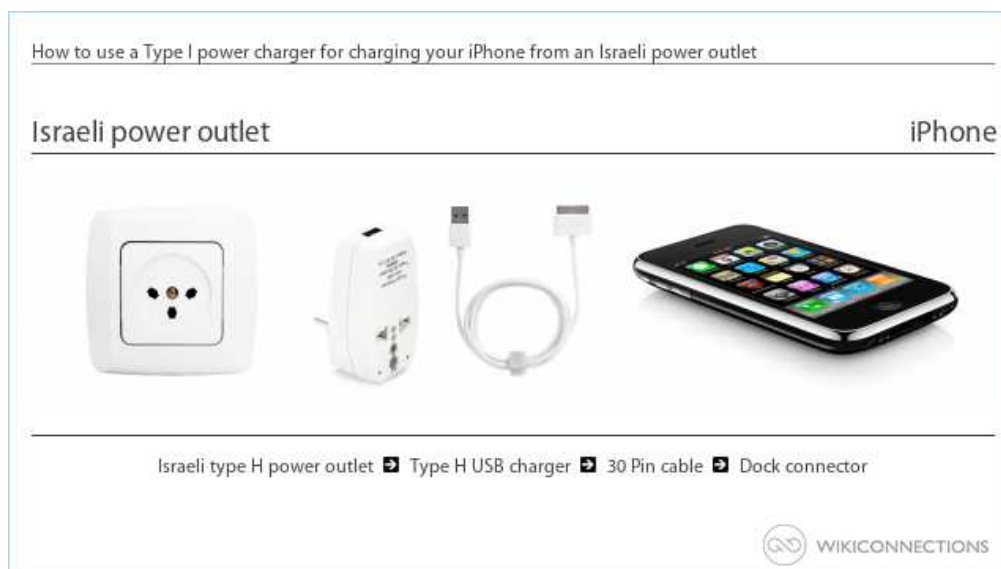 How to use a Type I power charger for charging your iPhone from an Israeli power outlet
Israeli power outlet
iPhone
Israeli type H power outlet ➔ Type H USB charger ➔ 30 Pin cable ➔ Dock connector
WIKICONNECTIONS